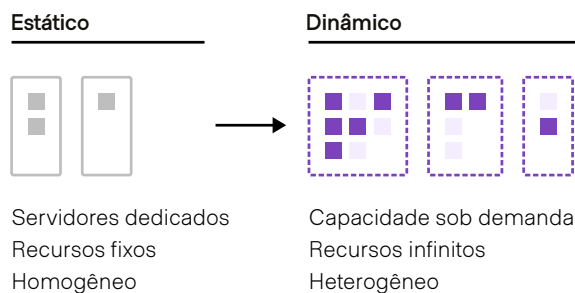 Estático
Servidores dedicados
Recursos fixos
Homogêneo
Dinâmico
Capacidade sob demanda
Recursos infinitos
Heterogêneo